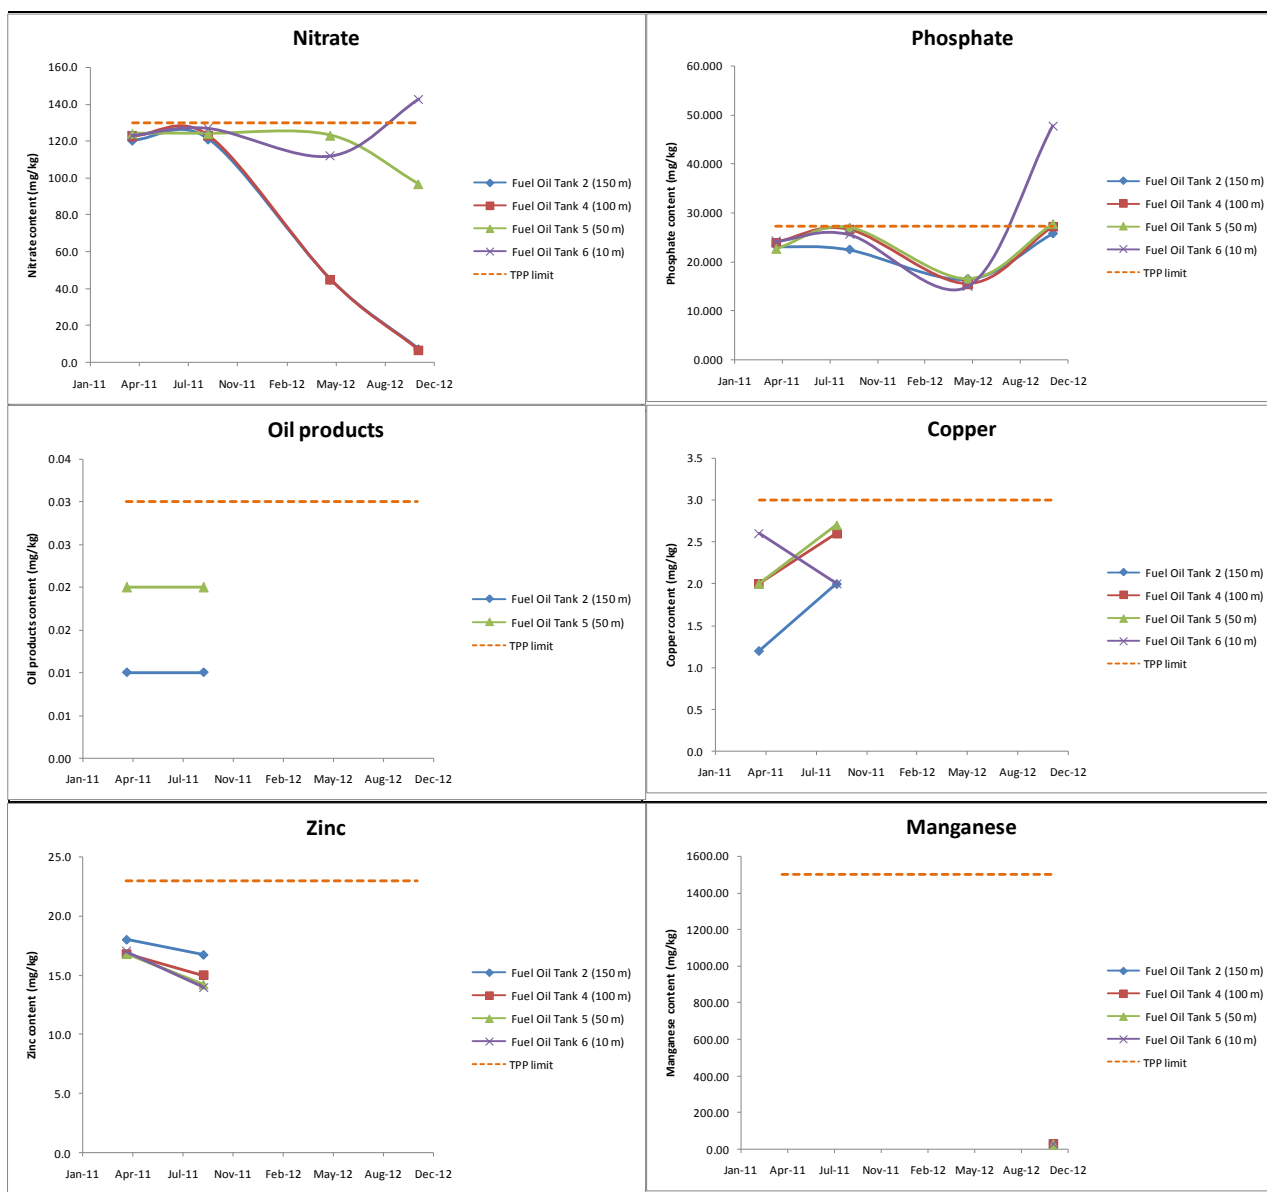 Nitrate
Nitrate content (mg/kg)
160.0
140.0
120.0
100.0
80.0
60.0
40.0
20.0
0.0
Jan-11 Apr-11 Jul-11 Nov-11 Feb-12 May-12 Aug-12 Dec-12
Fuel Oil Tank 2 (150 m)
Fuel Oil Tank 4 (100 m)
Fuel Oil Tank 5 (50 m)
Fuel Oil Tank 6 (10 m)
TPP limit
Phosphate
Phosphate content (mg/kg)
60.000
50.000
40.000
30.000
20.000
10.000
0.000
Jan-11 Apr-11 Jul-11 Nov-11 Feb-12 May-12 Aug-12 Dec-12
Fuel Oil Tank 2 (150 m)
Fuel Oil Tank 4 (100 m)
Fuel Oil Tank 5 (50 m)
Fuel Oil Tank 6 (10 m)
TPP limit
Oil products
Oil products content (mg/kg)
0.04
0.03
0.03
0.02
0.02
0.01
0.01
0.00
Jan-11 Apr-11 Jul-11 Nov-11 Feb-12 May-12 Aug-12 Dec-12
Fuel Oil Tank 2 (150 m)
Fuel Oil Tank 5 (50 m)
TPP limit
Copper
Copper content (mg/kg)
3.5
3.0
2.5
2.0
1.5
1.0
0.5
0.0
Jan-11 Apr-11 Jul-11 Nov-11 Feb-12 May-12 Aug-12 Dec-12
Fuel Oil Tank 2 (150 m)
Fuel Oil Tank 4 (100 m)
Fuel Oil Tank 5 (50 m)
Fuel Oil Tank 6 (10 m)
TPP limit
Zinc
Zinc content (mg/kg)
25.0
20.0
15.0
10.0
5.0
0.0
Jan-11 Apr-11 Jul-11 Nov-11 Feb-12 May-12 Aug-12 Dec-12
Fuel Oil Tank 2 (150 m)
Fuel Oil Tank 4 (100 m)
Fuel Oil Tank 5 (50 m)
Fuel Oil Tank 6 (10 m)
TPP limit
Manganese
Manganese content (mg/kg)
1600.00
1400.00
1200.00
1000.00
800.00
600.00
400.00
200.00
0.00
Jan-11 Apr-11 Jul-11 Nov-11 Feb-12 May-12 Aug-12 Dec-12
Fuel Oil Tank 2 (150 m)
Fuel Oil Tank 4 (100 m)
Fuel Oil Tank 5 (50 m)
Fuel Oil Tank 6 (10 m)
TPP limit